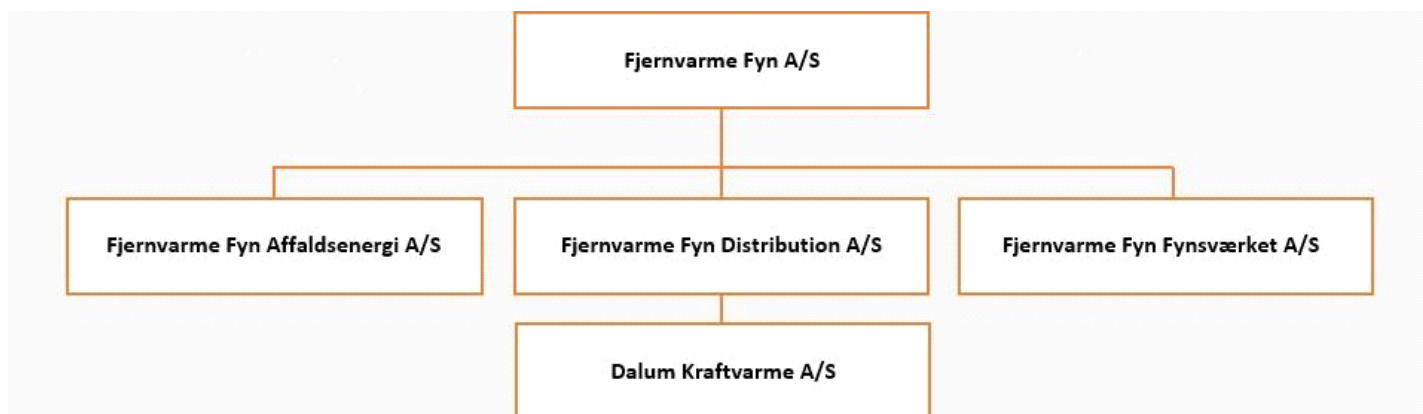 Fjernvarme Fyn A/S
Fjernvarme Fyn Affaldsenergi A/S
Fjernvarme Fyn Distribution A/S
Fjernvarme Fyn Fynsværket A/S
Dalum Kraftvarme A/S